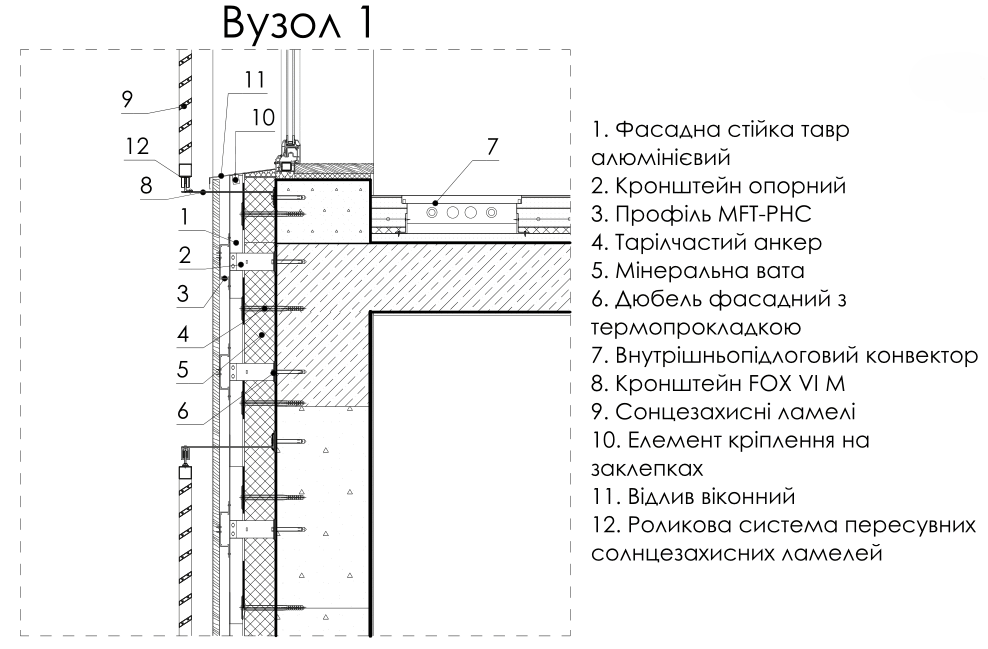 Вузол 1
11
9
10
12
7
8
1
2
3
4
5
6
1. Фасадна стійка тавр
алюмінієвий
2. Кронштейн опорний
3. Профіль MFT-PHC
4. Тарілчастий анкер
5. Мінеральна вата
6. Дюбель фасадний з
термопрокладкою
7. Внутрішньопідлоговий конвектор
8. Кронштейн FOX VI M
9. Сонцезахисні ламелі
10. Елемент кріплення на
заклепках
11. Відлив віконний
12. Роликова система пересувних
солнцезахисних ламелей